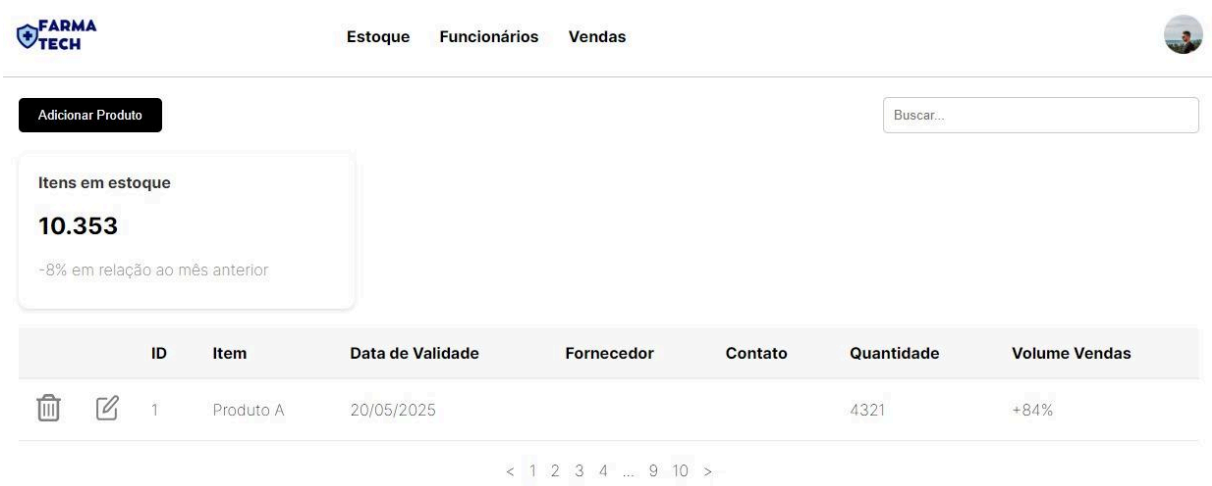 FARMA
TECH
Estoque Funcionários Vendas
Adicionar Produto
Buscar...
Itens em estoque
10.353
-8% em relação ao mês anterior
ID Item Data de Validade Fornecedor Contato Quantidade Volume Vendas
1 Produto A 20/05/2025 4321 +84%
< 1 2 3 4 ... 9 10 >